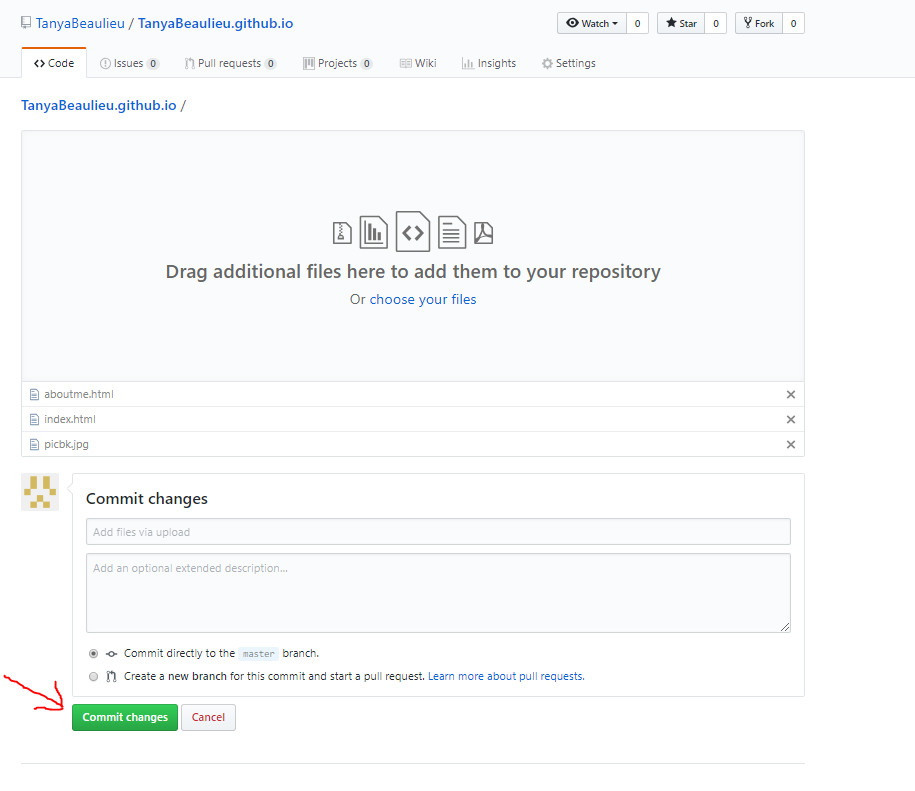 TanyaBeaulieu / TanyaBeaulieu.github.io
Watch 0 Star 0 Fork 0
Code Issues 0 Pull requests 0 Projects 0 Wiki Insights Settings
TanyaBeaulieu.github.io /
Drag additional files here to add them to your repository
Or choose your files
aboutme.html
index.html
picbk.jpg
Commit changes
Add files via upload
Add an optional extended description...
Commit directly to the master branch.
Create a new branch for this commit and start a pull request. Learn more about pull requests.
Commit changes Cancel